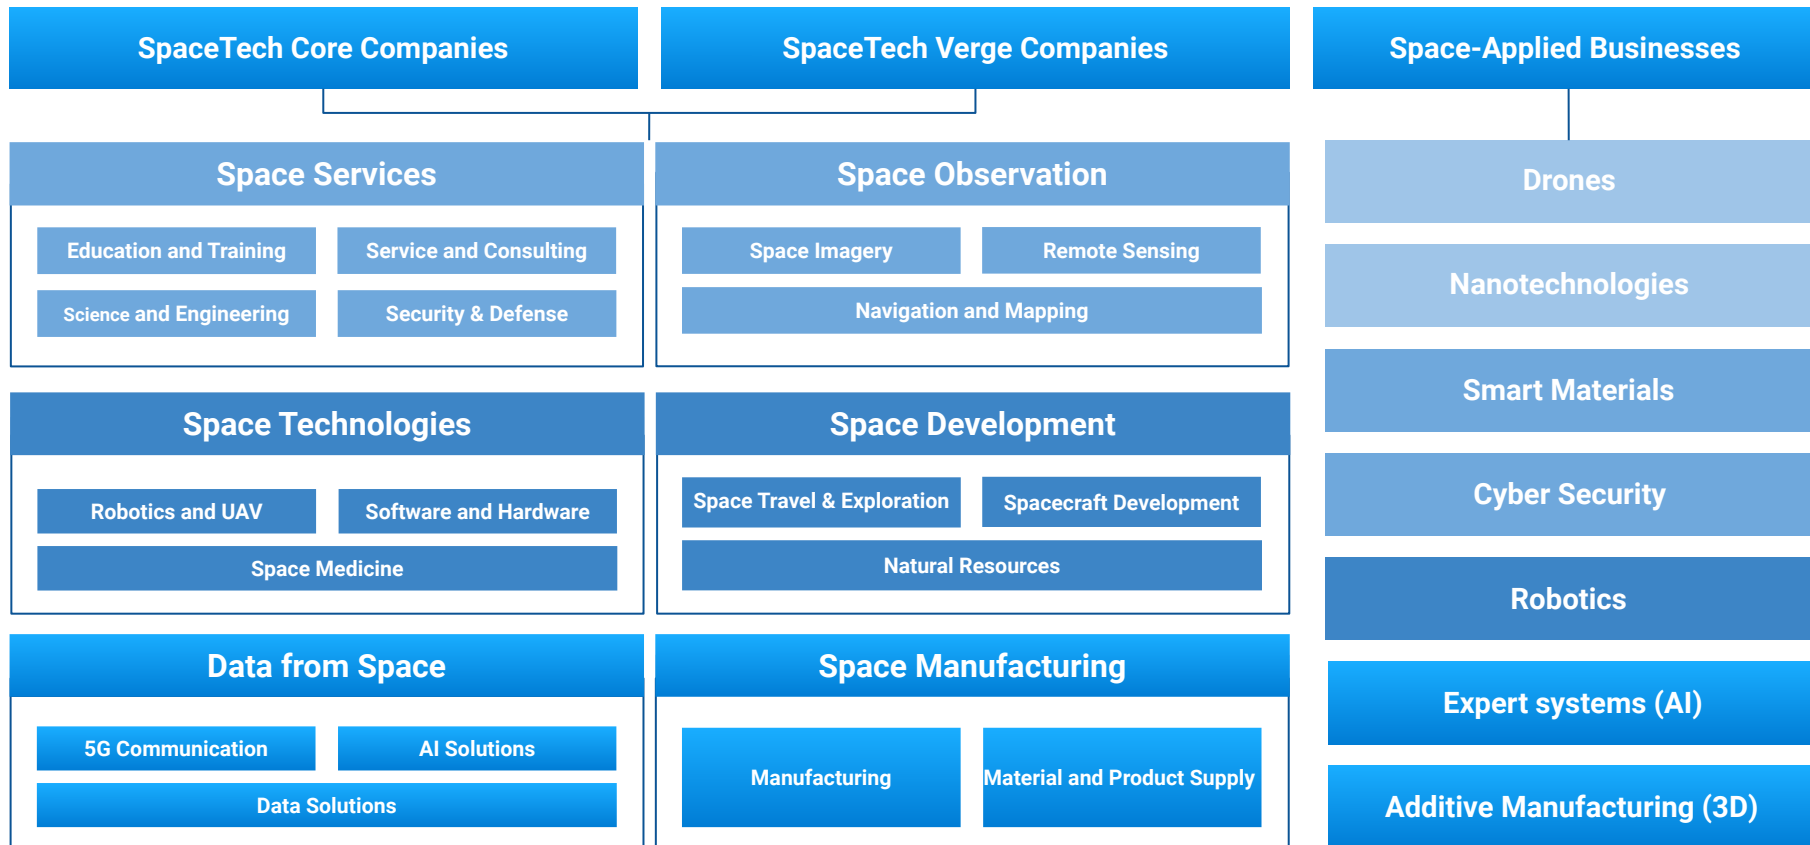 SpaceTech Core Companies
SpaceTech Verge Companies
Space-Applied Businesses
Space Services
Education and Training
Service and Consulting
Science and Engineering
Security & Defense
Space Observation
Space Imagery
Remote Sensing
Navigation and Mapping
Space Technologies
Robotics and UAV
Software and Hardware
Space Medicine
Space Development
Space Travel & Exploration
Spacecraft Development
Natural Resources
Data from Space
5G Communication
AI Solutions
Data Solutions
Space Manufacturing
Manufacturing
Material and Product Supply
Drones
Nanotechnologies
Smart Materials
Cyber Security
Robotics
Expert systems (AI)
Additive Manufacturing (3D)